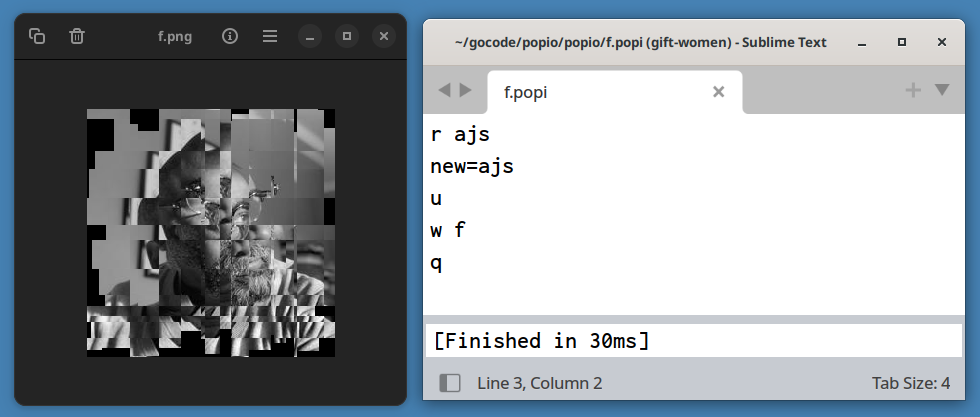 f.png
~/gocode/popio/popio/f.popi (gift-women) - Sublime Text
f.popi
r ajs
new=ajs
u
w f
q
[Finished in 30ms]
Line 3, Column 2
Tab Size: 4